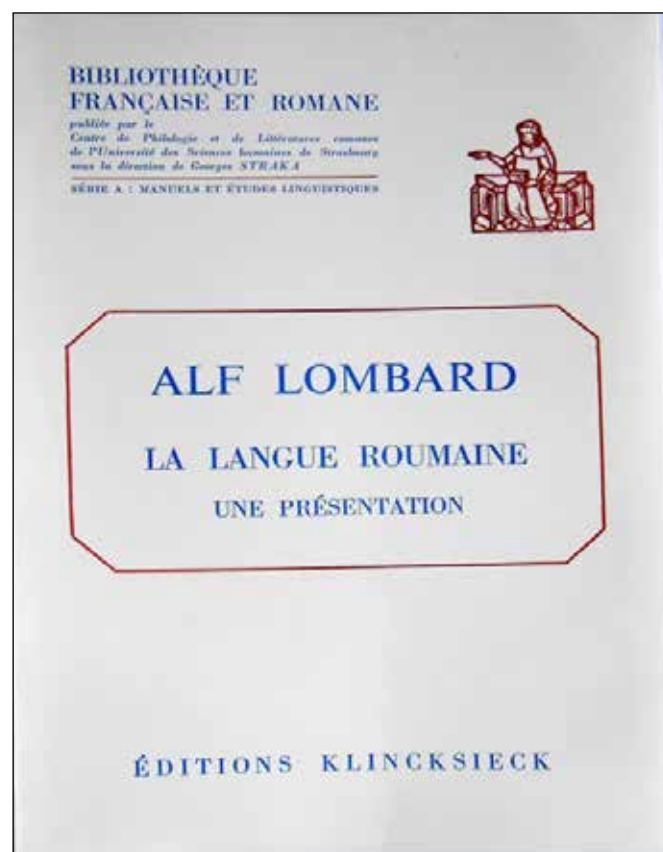 BIBLIOTHÈQUE
FRANÇAISE ET ROMANE
publiée par le
Centre de Philologie et de Littératures romanes
de l'Université des Sciences humaines de Strasbourg
sous la direction de Georges STRAKA
SÉRIE A : MANUELS ET ÉTUDES LINGUISTIQUES
ALF LOMBARD
LA LANGUE ROUMAINE
UNE PRÉSENTATION
ÉDITIONS KLINCKSIECK